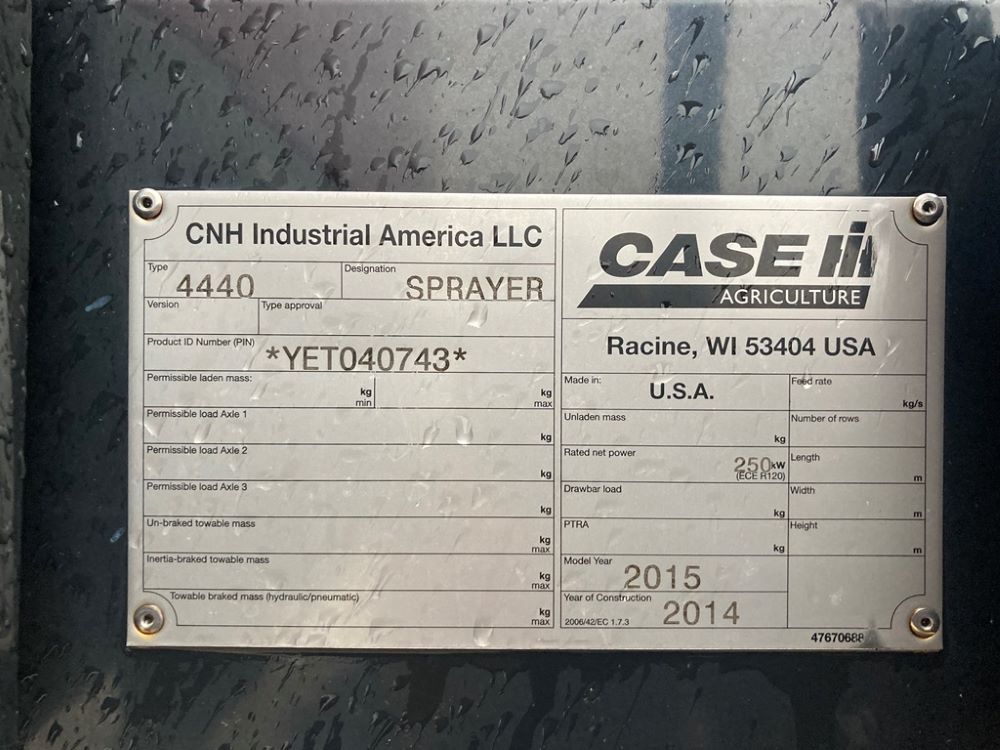 CNH Industrial America LLC
Type
4440
Designation
SPRAYER
Version
Type approval
Product ID Number (PIN)
*YET040743*
Permissible laden mass:
kg
min
kg
max
Permissible load Axle 1
kg
Permissible load Axle 2
kg
Permissible load Axle 3
kg
Un-braked towable mass
kg
max
Inertia-braked towable mass
kg
max
Towable braked mass (hydraulic/pneumatic)
kg
max
CASE IH
AGRICULTURE
Racine, WI 53404 USA
Made in:
U.S.A.
Feed rate
kg/s
Unladen mass
kg
Number of rows
Rated net power
250 kW
(ECE R120)
Length
m
Drawbar load
kg
Width
m
PTRA
kg
Height
m
Model Year
2015
Year of Construction
2014
2006/42/EC 1.7.3
47670688